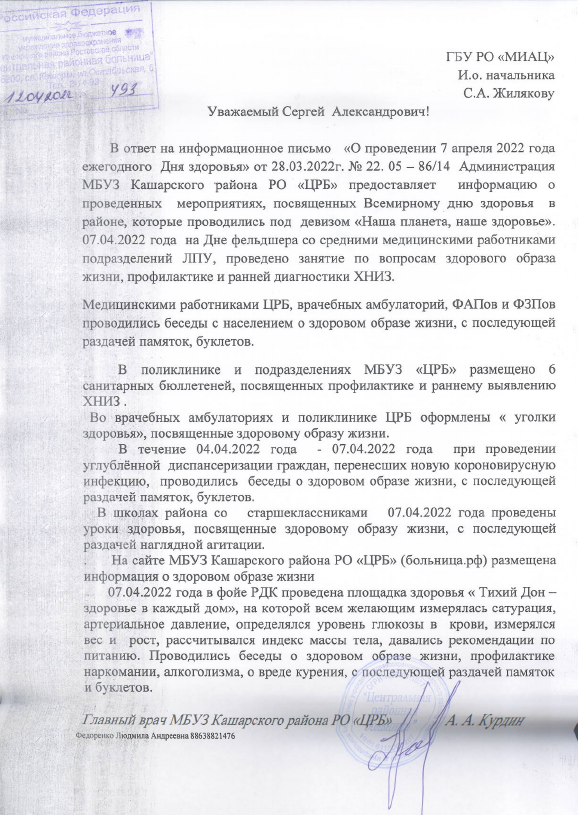 Российская Федерация
муниципальное бюджетное
учреждение здравоохранения
района Ростовской области
центральная районная больница"
12042022 493
ГБУ РО «МИАЦ»
И.о. начальника
С.А. Жилякову
Уважаемый Сергей Александрович!
В ответ на информационное письмо «О проведении 7 апреля 2022 года
ежегодного Дня здоровья» от 28.03.2022г. № 22. 05 – 86/14 Администрация
МБУЗ Кашарского района РО «ЦРБ» предоставляет информацию о
проведенных мероприятиях, посвященных Всемирному дню здоровья в
районе, которые проводились под девизом «Наша планета, наше здоровье».
07.04.2022 года на Дне фельдшера со средними медицинскими работниками
подразделений ЛПУ, проведено занятие по вопросам здорового образа
жизни, профилактике и ранней диагностики ХНИЗ.
Медицинскими работниками ЦРБ, врачебных амбулаторий, ФАПов и ФЗПов
проводились беседы с населением о здоровом образе жизни, с последующей
раздачей памяток, буклетов.
В поликлинике и подразделениях МБУЗ «ЦРБ» размещено 6
санитарных бюллетеней, посвященных профилактике и раннему выявлению
ХНИЗ .
Во врачебных амбулаториях и поликлинике ЦРБ оформлены « уголки
здоровья», посвященные здоровому образу жизни.
В течение 04.04.2022 года - 07.04.2022 года при проведении
углублённой диспансеризации граждан, перенесших новую короновирусную
инфекцию, проводились беседы о здоровом образе жизни, с последующей
раздачей памяток, буклетов.
В школах района со старшеклассниками 07.04.2022 года проведены
уроки здоровья, посвященные здоровому образу жизни, с последующей
раздачей наглядной агитации.
На сайте МБУЗ Кашарского района РО «ЦРБ» (больница.рф) размещена
информация о здоровом образе жизни
07.04.2022 года в фойе РДК проведена площадка здоровья « Тихий Дон –
здоровье в каждый дом», на которой всем желающим измерялась сатурация,
артериальное давление, определялся уровень глюкозы в крови, измерялся
вес и рост, рассчитывался индекс массы тела, давались рекомендации по
питанию. Проводились беседы о здоровом образе жизни, профилактике
наркомании, алкоголизма, о вреде курения, с последующей раздачей памяток
и буклетов.
"Центральная
Главный врач МБУЗ Кашарского района РО «ЦРБ» А. А. Курдин
Федоренко Людмила Андреевна 88638821476